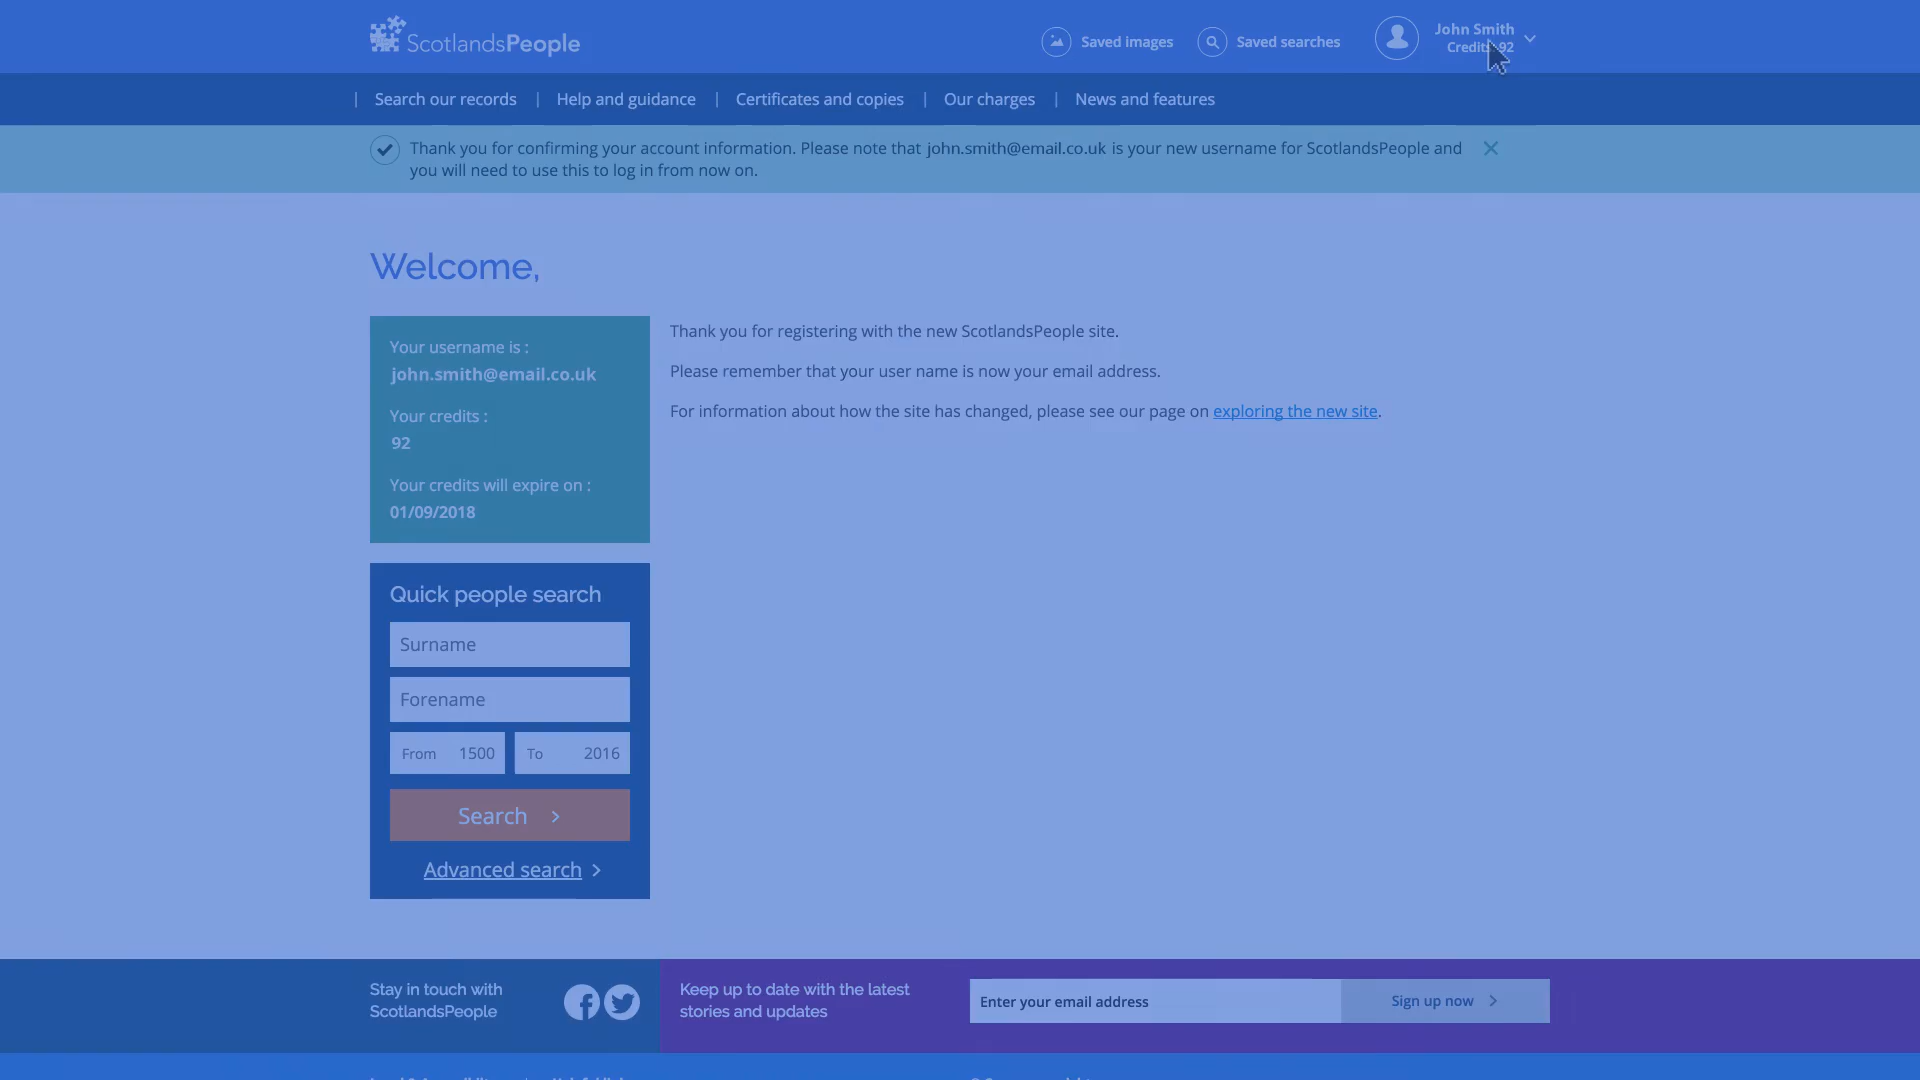 ScotlandsPeople
Saved images
Saved searches
John Smith
Credits: 92
| Search our records | Help and guidance | Certificates and copies | Our charges | News and features
Thank you for confirming your account information. Please note that john.smith@email.co.uk is your new username for ScotlandsPeople and
you will need to use this to log in from now on.
Welcome,
Your username is :
john.smith@email.co.uk
Your credits :
92
Your credits will expire on :
01/09/2018
Thank you for registering with the new ScotlandsPeople site.
Please remember that your user name is now your email address.
For information about how the site has changed, please see our page on exploring the new site.
Quick people search
Surname
Forename
From 1500 To 2016
Search
Advanced search
Stay in touch with
ScotlandsPeople
Keep up to date with the latest
stories and updates
Enter your email address
Sign up now